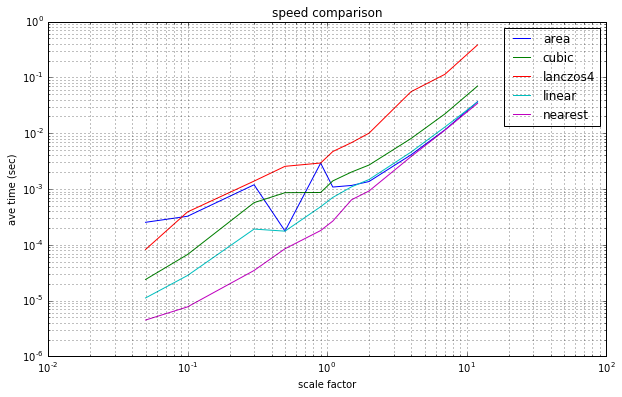 speed comparison
area
cubic
lanczos4
linear
nearest
10^0
10^-1
10^-2
10^-3
10^-4
10^-5
10^-6
ave time (sec)
10^-2 10^-1 10^0 10^1 10^2
scale factor